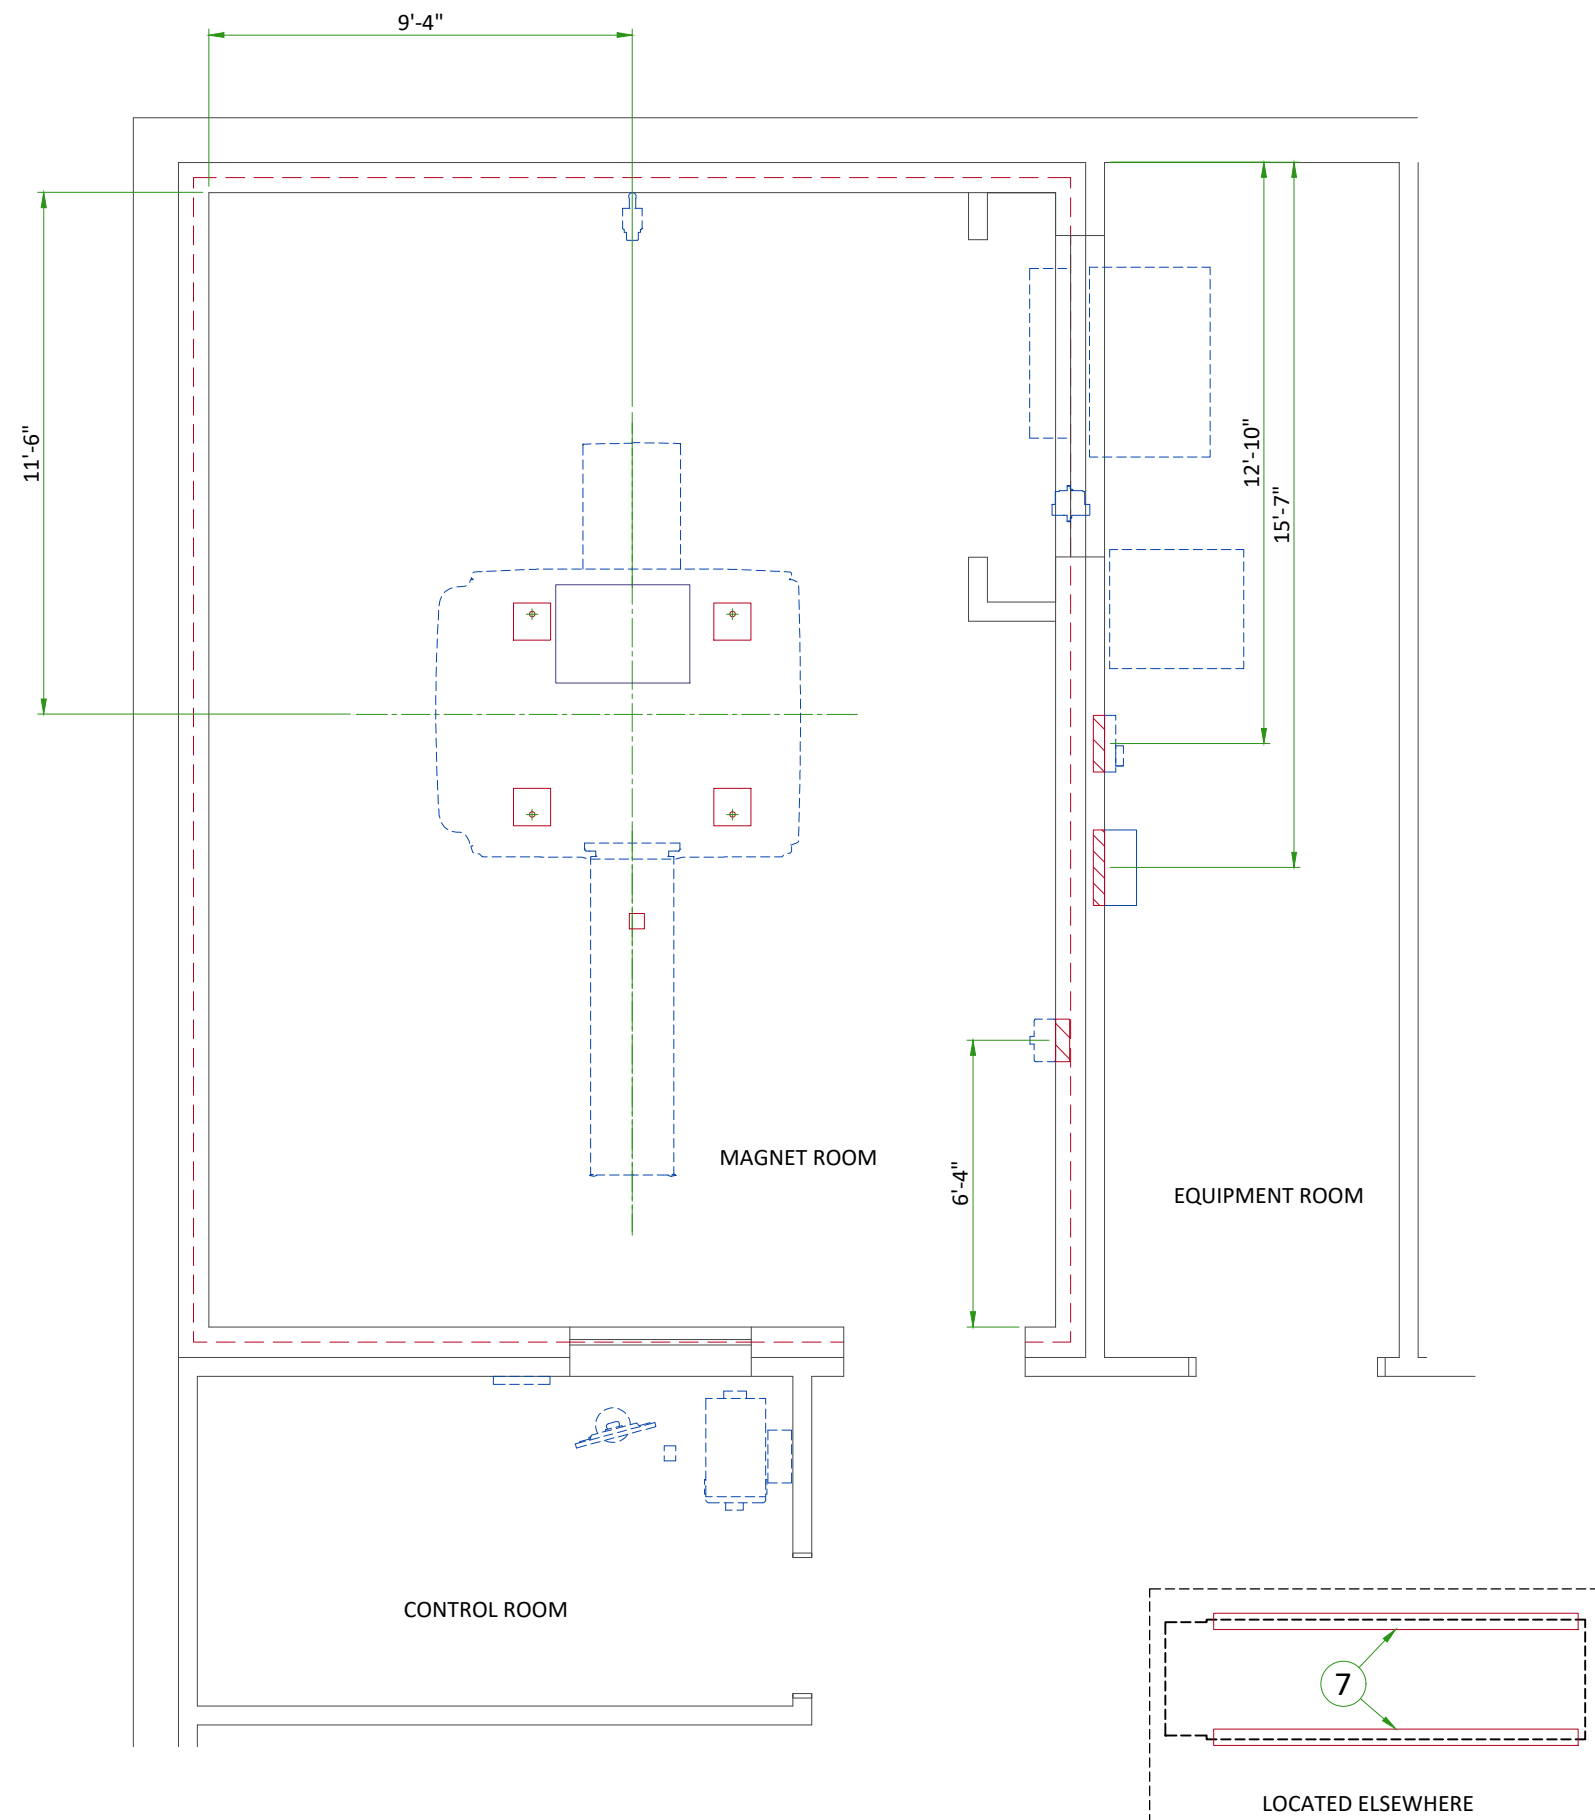 9'-4"
11'-6"
12'-10"
15'-7"
MAGNET ROOM
6'-4"
EQUIPMENT ROOM
CONTROL ROOM
7
LOCATED ELSEWHERE